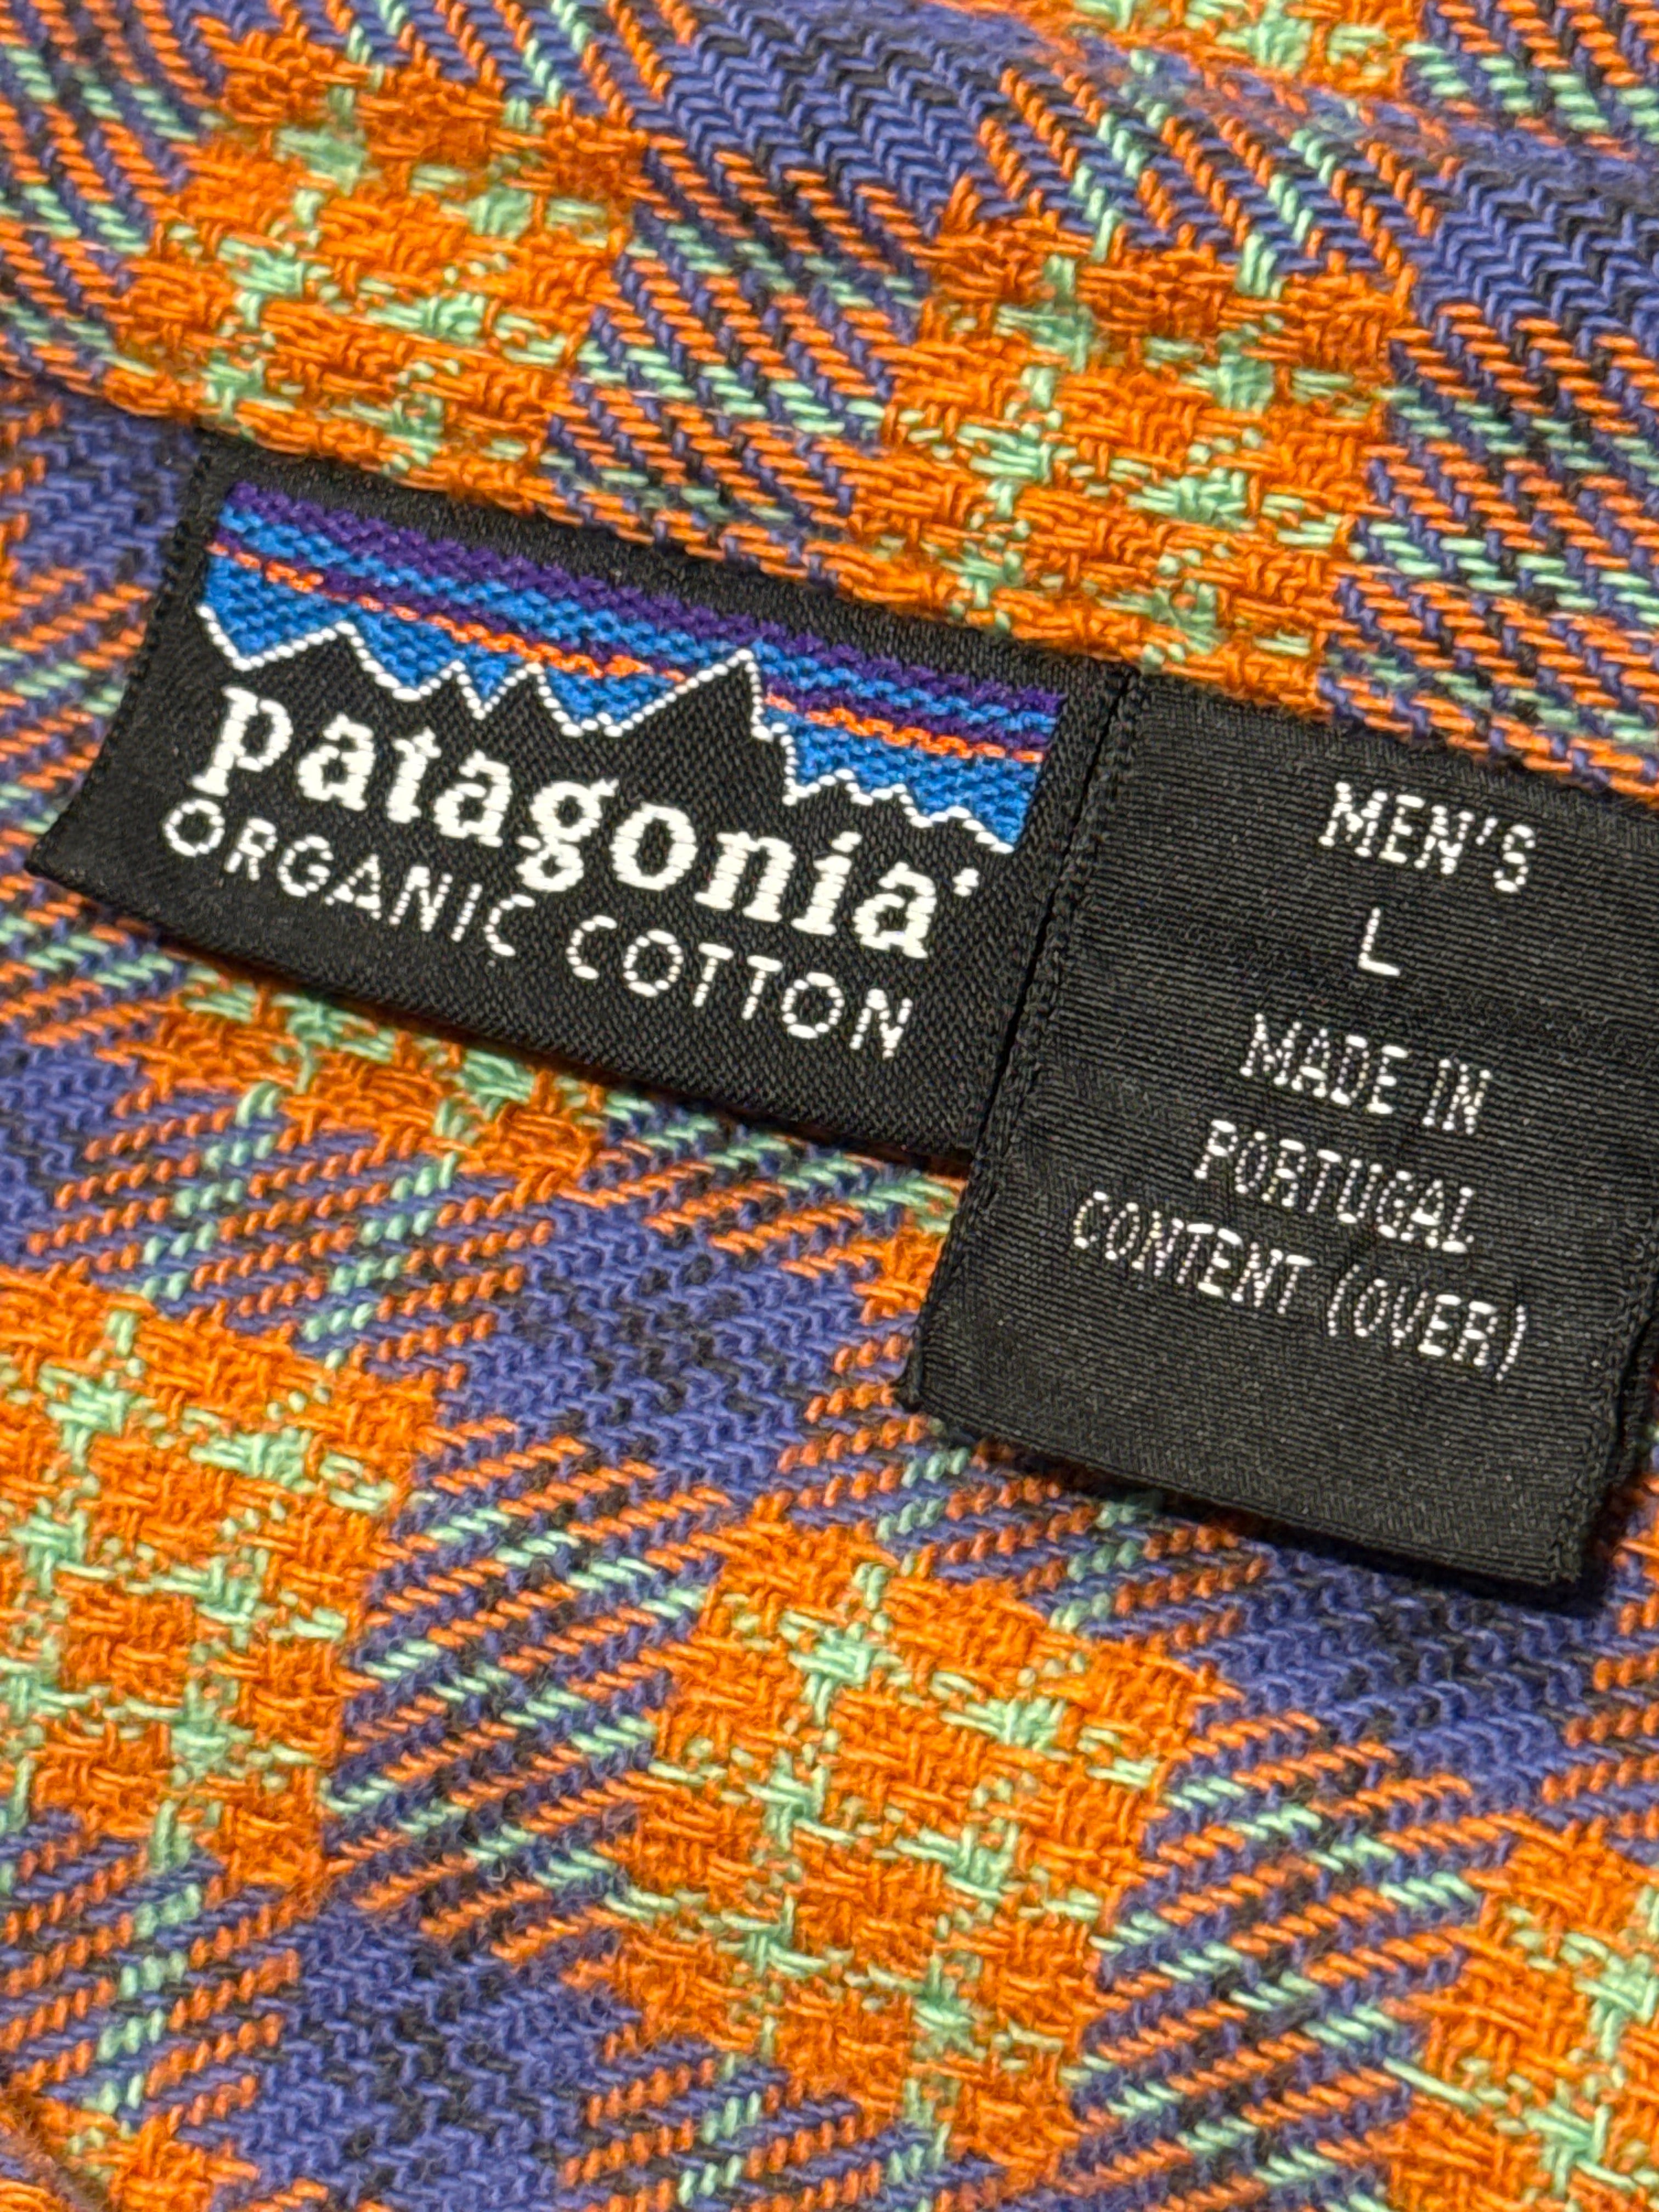 patagonia®
ORGANIC COTTON
MEN'S
L
MADE IN
PORTUGAL
CONTENT (OVER)